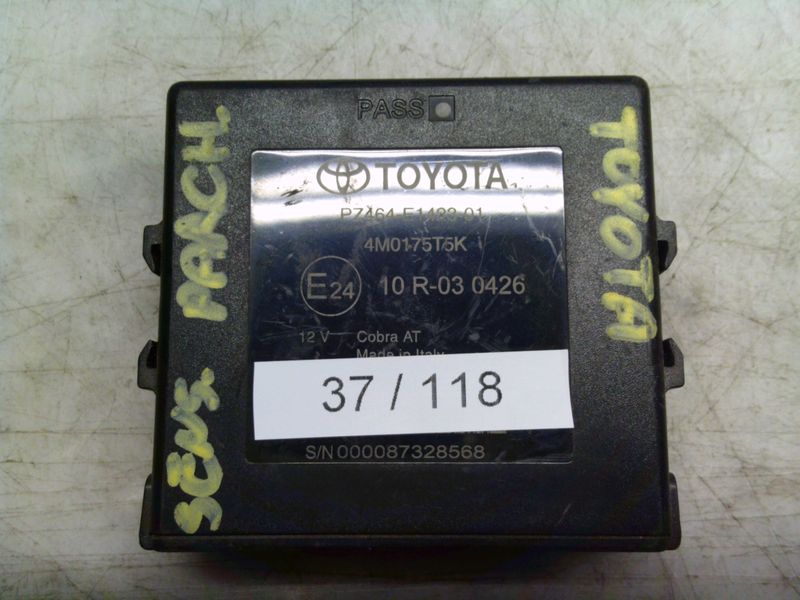 PASS
TOYOTA
PZ464-E1423-01
4M0175T5K
E24 10 R-03 0426
12 V Cobra AT
Made in Italy
37 / 118
S/N 000087328568
SENS. PARCH.
TOYOTA